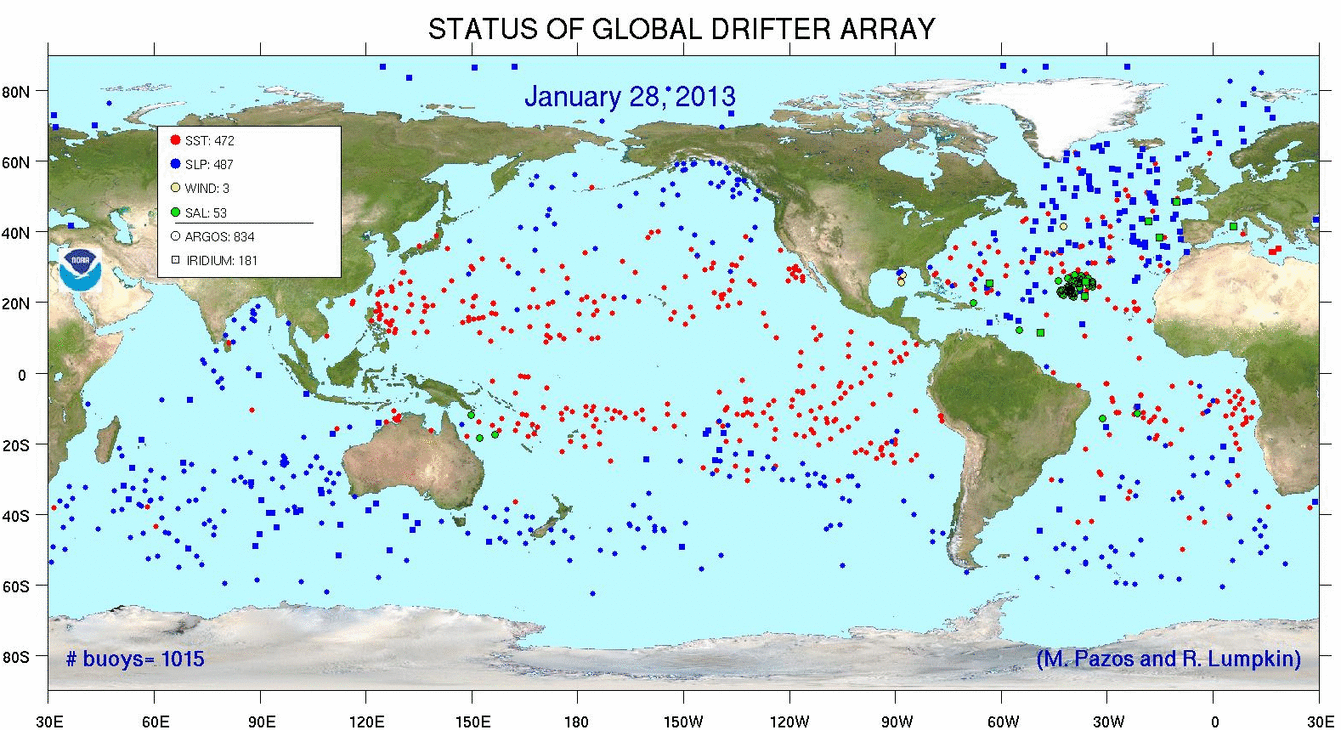 STATUS OF GLOBAL DRIFTER ARRAY
January 28, 2013
80N
60N
40N
20N
0
20S
40S
60S
80S
SST: 472
SLP: 487
WIND: 3
SAL: 53
ARGOS: 834
IRIDIUM: 181
NOAA
# buoys= 1015
(M. Pazos and R. Lumpkin)
30E
60E
90E
120E
150E
180
150W
120W
90W
60W
30W
0
30E